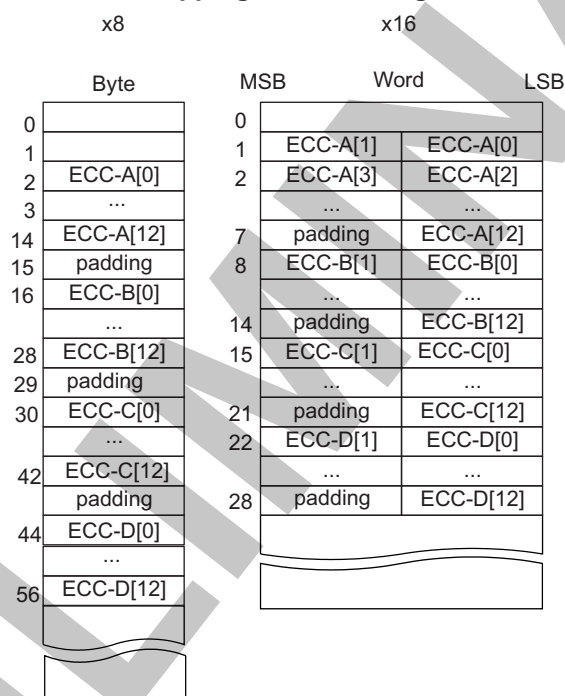 x8
x16
Byte
MSB Word LSB
0
1
2 ECC-A[0]
3 ...
14 ECC-A[12]
15 padding
16 ECC-B[0]
...
28 ECC-B[12]
29 padding
30 ECC-C[0]
...
42 ECC-C[12]
padding
44 ECC-D[0]
...
56 ECC-D[12]
0
1 ECC-A[1] ECC-A[0]
2 ECC-A[3] ECC-A[2]
... ...
7 padding ECC-A[12]
8 ECC-B[1] ECC-B[0]
... ...
14 padding ECC-B[12]
15 ECC-C[1] ECC-C[0]
... ...
21 padding ECC-C[12]
22 ECC-D[1] ECC-D[0]
... ...
28 padding ECC-D[12]